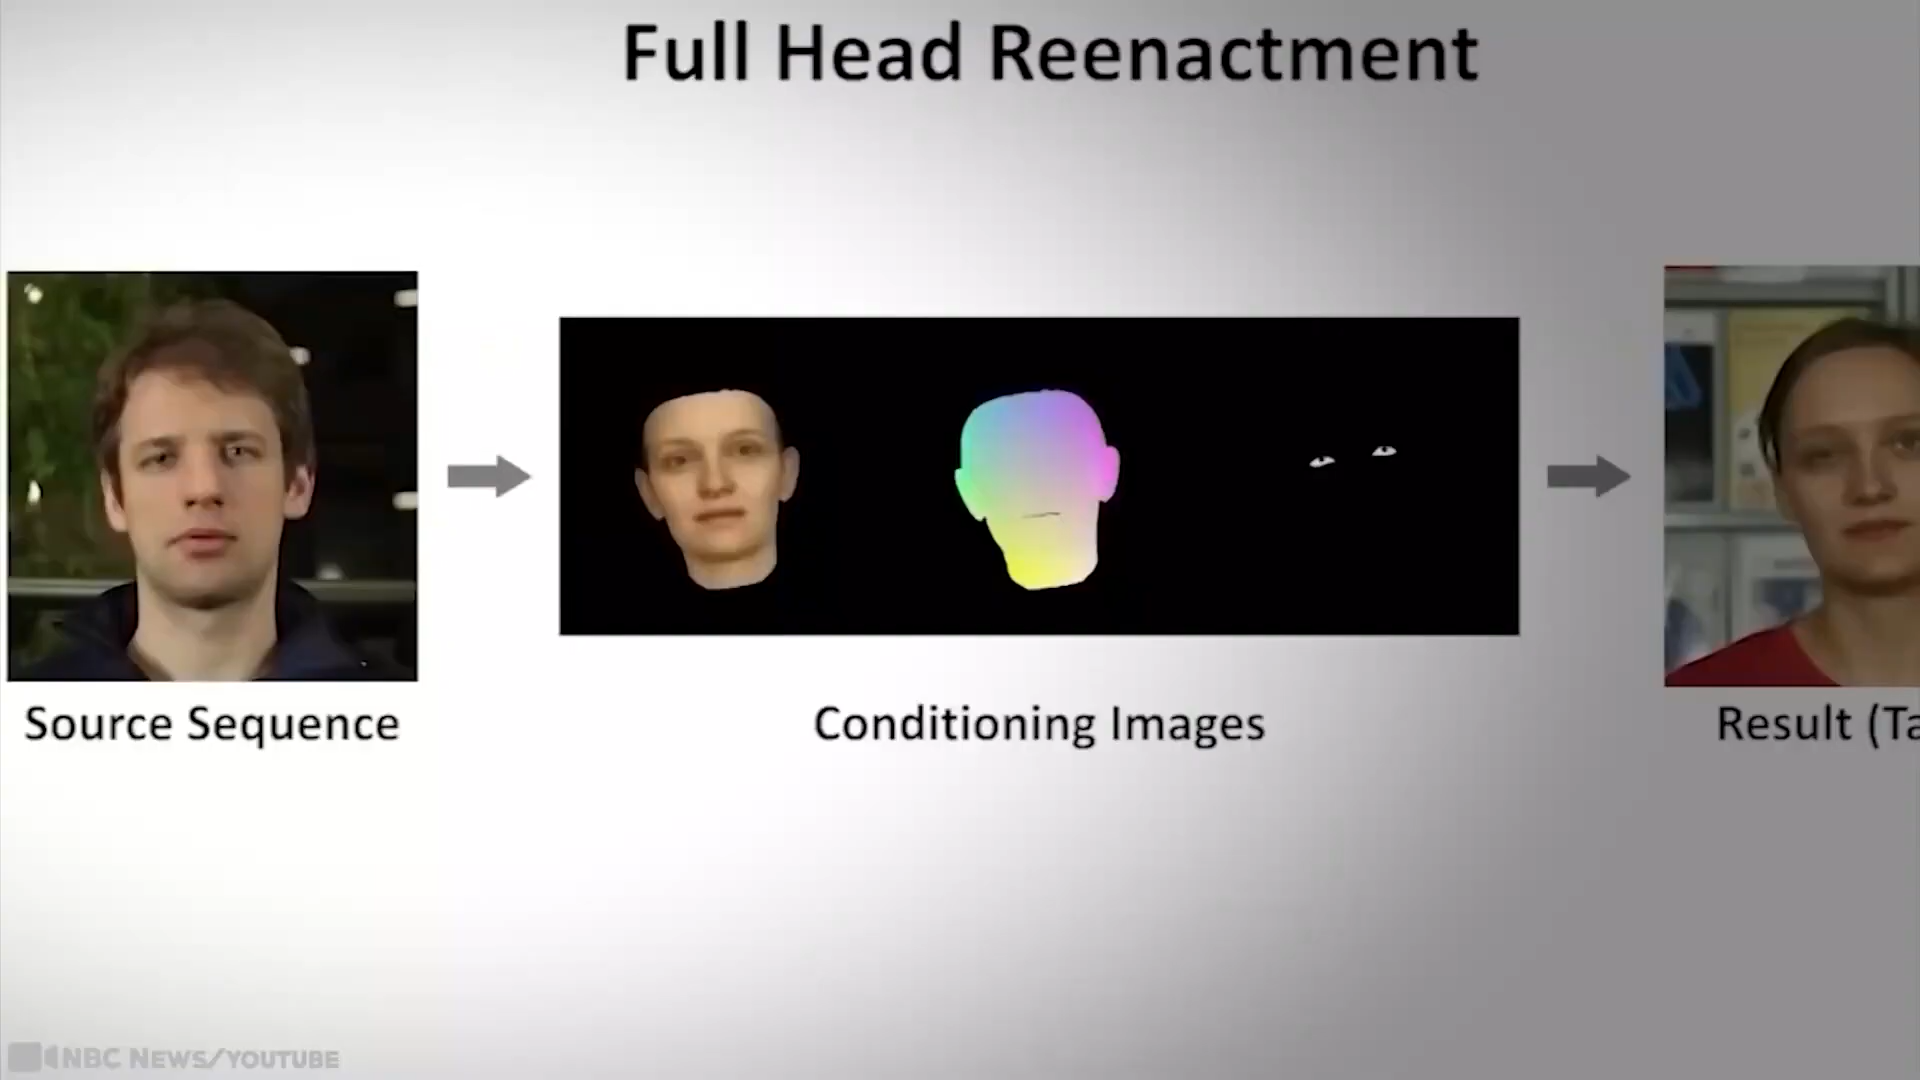 Full Head Reenactment
Source Sequence
Conditioning Images
Result (Ta
NBC NEWS/YOUTUBE